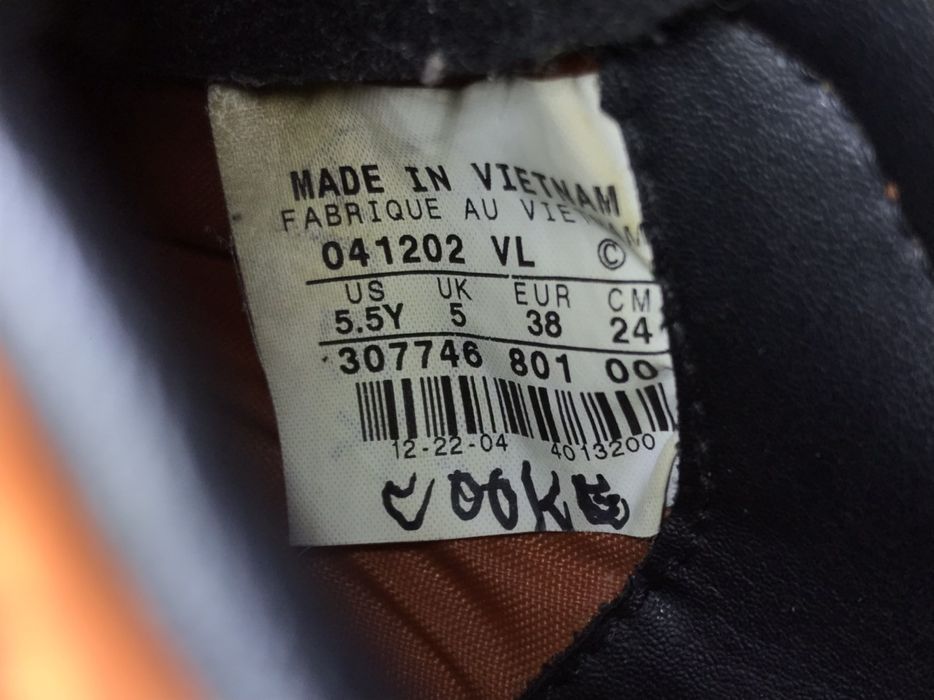 MADE IN VIETNAM
FABRIQUE AU VIETNAM
041202 VL ©
US UK EUR CM
5.5Y 5 38 24
307746 801 00
12-22-04 4013200
COOKE